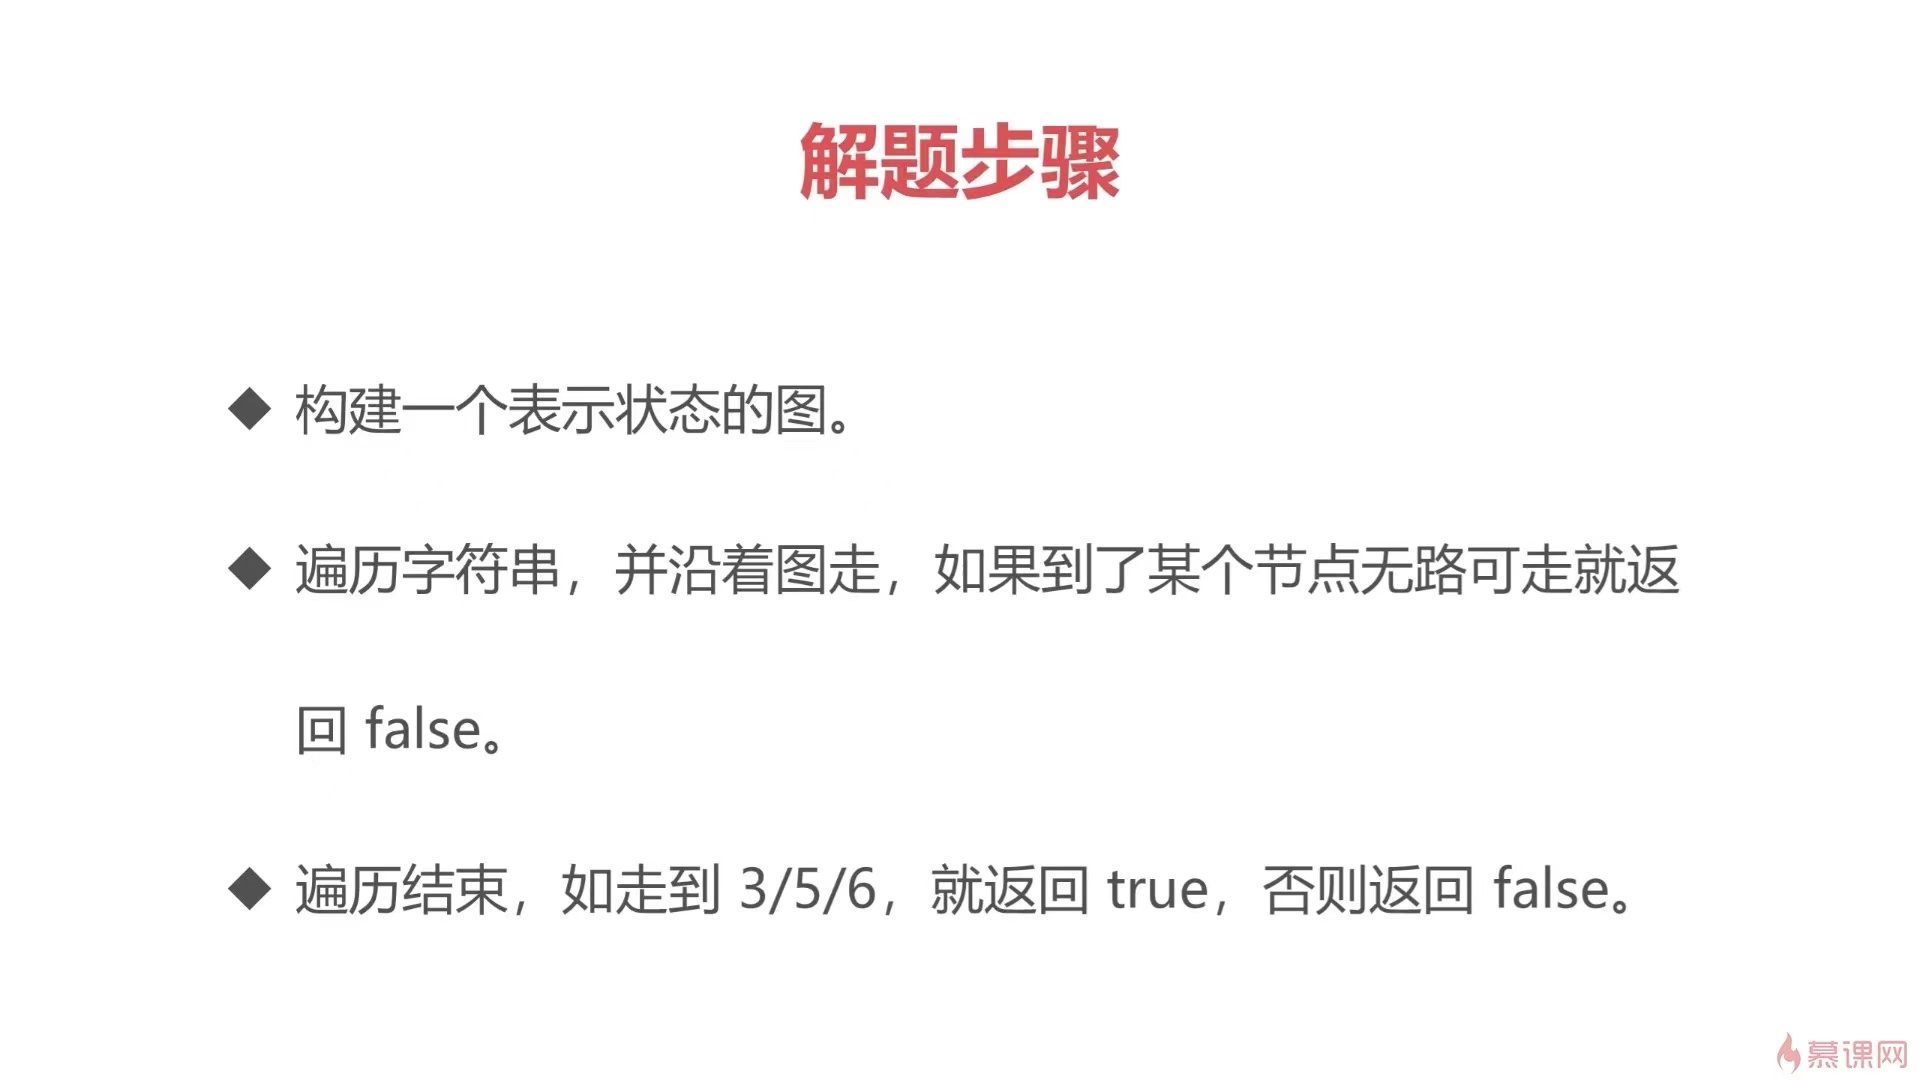 解题步骤
◆ 构建一个表示状态的图。
◆ 遍历字符串，并沿着图走，如果到了某个节点无路可走就返
回 false。
◆ 遍历结束，如走到 3/5/6，就返回 true，否则返回 false。
慕课网